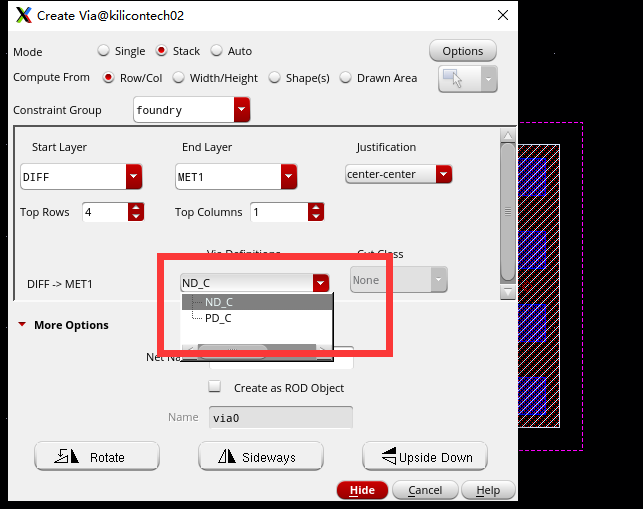 Create Via@kilicontech02
Mode Single Stack Auto Options
Compute From Row/Col Width/Height Shape(s) Drawn Area
Constraint Group foundry
Start Layer End Layer Justification
DIFF MET1 center-center
Top Rows 4 Top Columns 1
Via Definitions Cut Class
DIFF -> MET1 ND_C None
ND_C
PD_C
More Options
Net Na
Create as ROD Object
Name via0
Rotate Sideways Upside Down
Hide Cancel Help